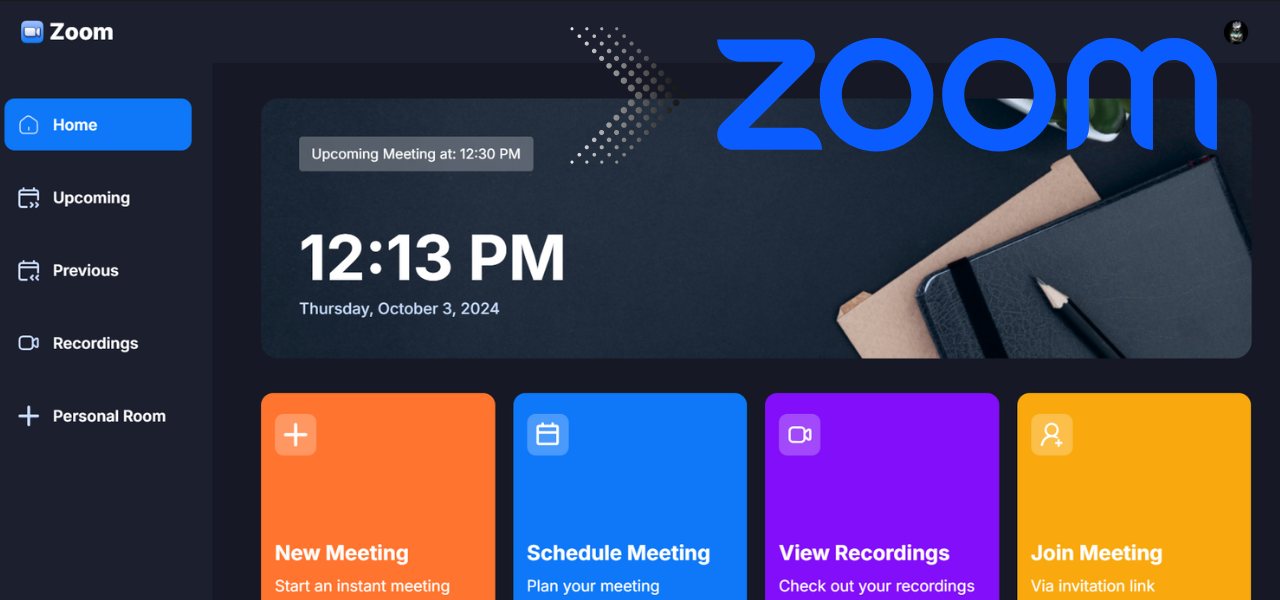 Zoom
zoom
Home
Upcoming
Previous
Recordings
Personal Room
Upcoming Meeting at: 12:30 PM
12:13 PM
Thursday, October 3, 2024
New Meeting
Start an instant meeting
Schedule Meeting
Plan your meeting
View Recordings
Check out your recordings
Join Meeting
Via invitation link